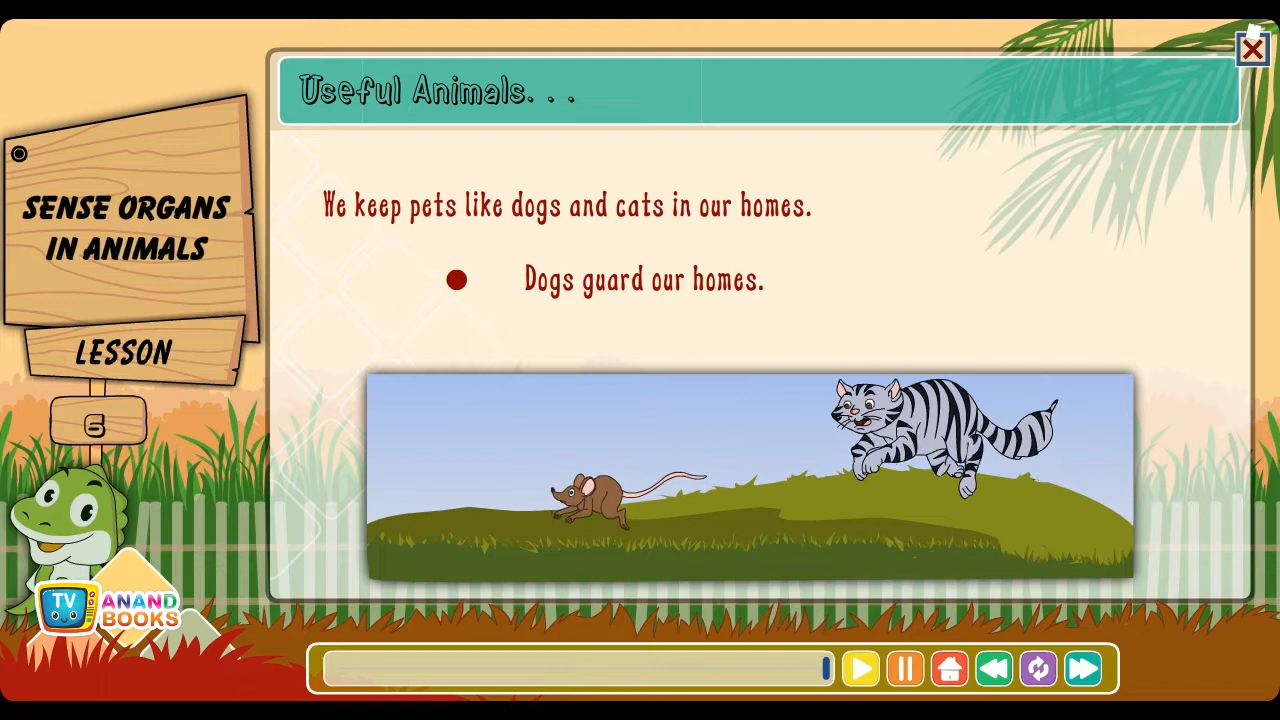 Useful Animals. . .
SENSE ORGANS
IN ANIMALS
LESSON
6
We keep pets like dogs and cats in our homes.
Dogs guard our homes.
TV
ANAND
BOOKS